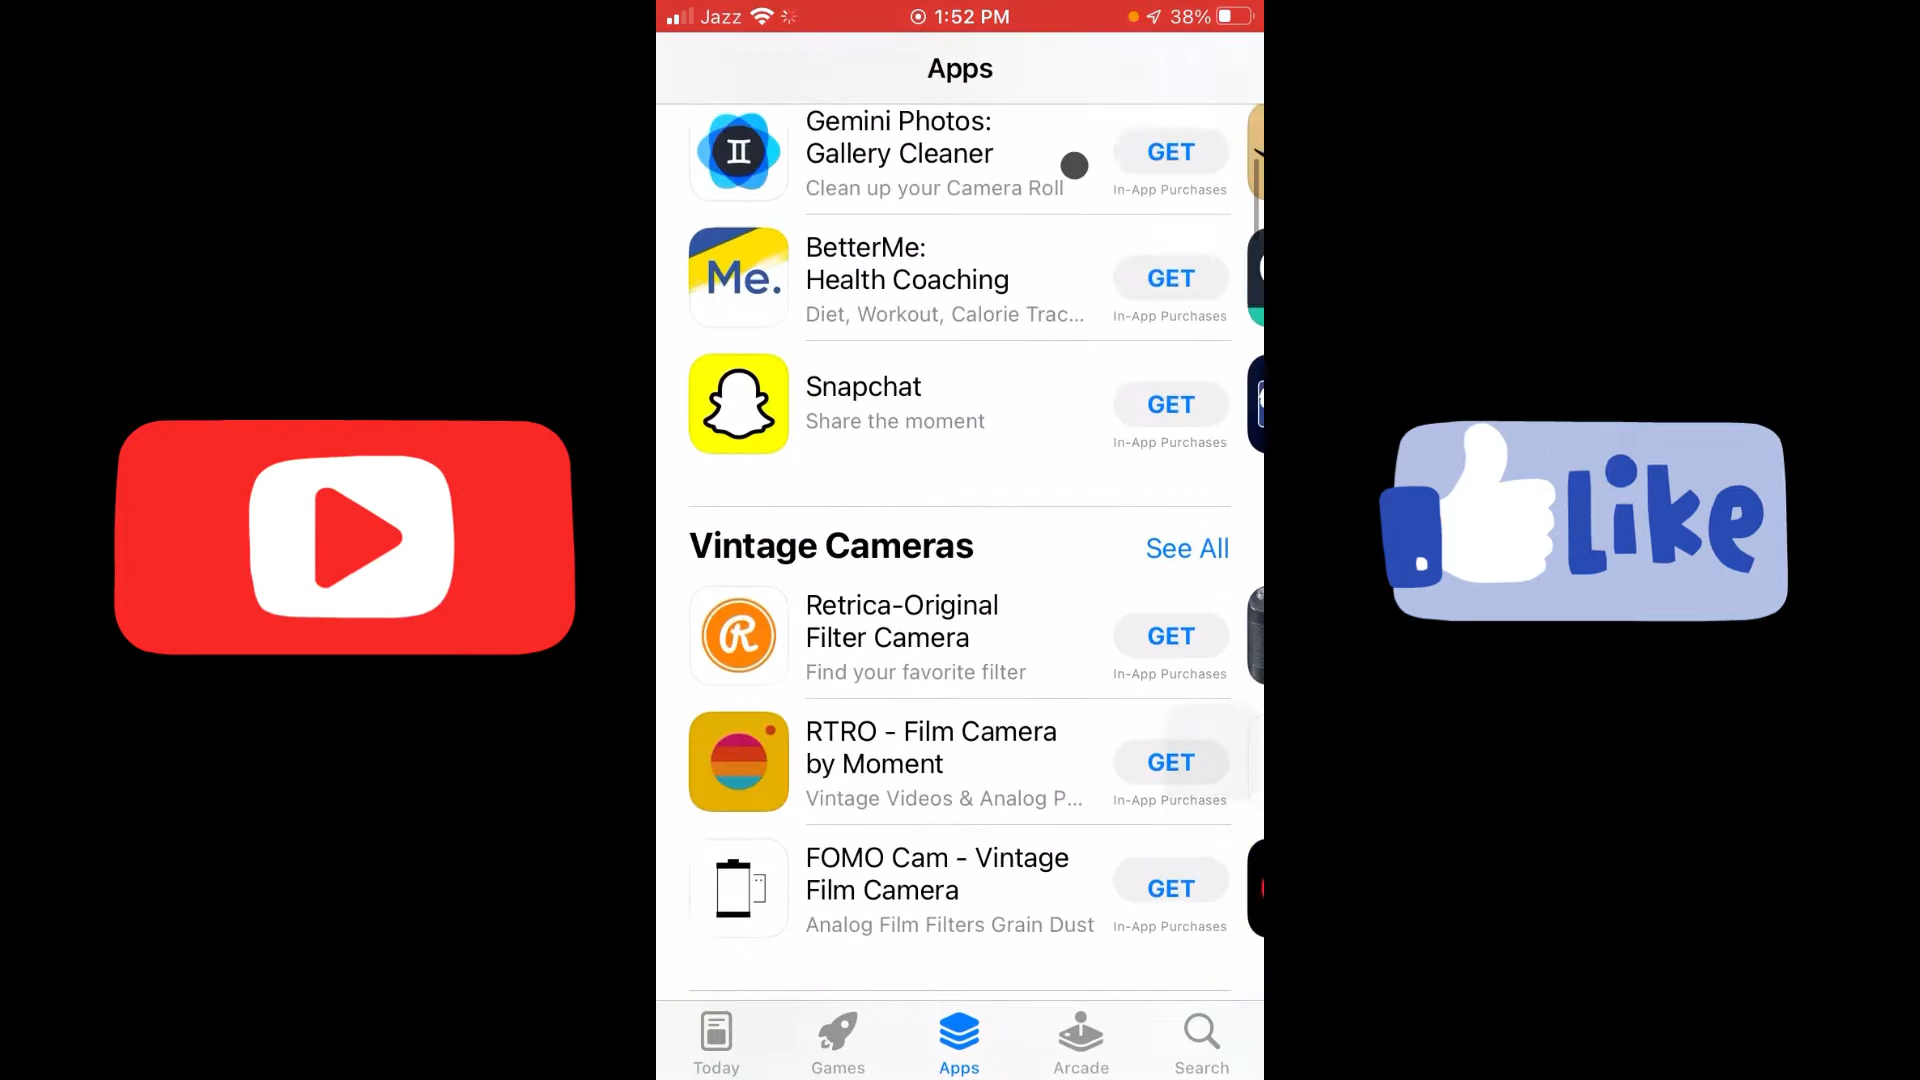 Jazz 1:52 PM 38%
Apps
Gemini Photos:
Gallery Cleaner
Clean up your Camera Roll
GET
In-App Purchases
Me.
BetterMe:
Health Coaching
Diet, Workout, Calorie Trac...
GET
In-App Purchases
Snapchat
Share the moment
GET
In-App Purchases
Like
Vintage Cameras
See All
R
Retrica-Original
Filter Camera
Find your favorite filter
GET
In-App Purchases
RTRO - Film Camera
by Moment
Vintage Videos & Analog P...
GET
In-App Purchases
FOMO Cam - Vintage
Film Camera
Analog Film Filters Grain Dust
GET
In-App Purchases
Today Games Apps Arcade Search